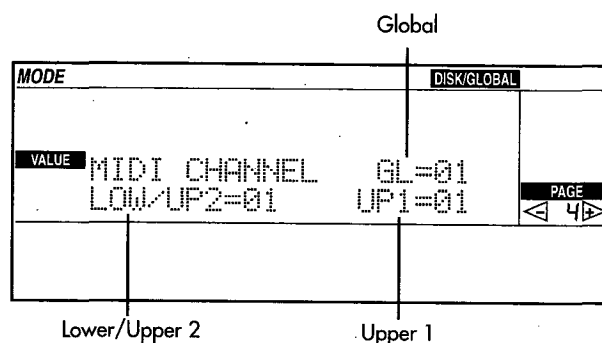 Global
MODE DISK/GLOBAL
VALUE MIDI CHANNEL GL=01
LOW/UP2=01 UP1=01
PAGE
- 4 +
Lower/Upper 2 Upper 1